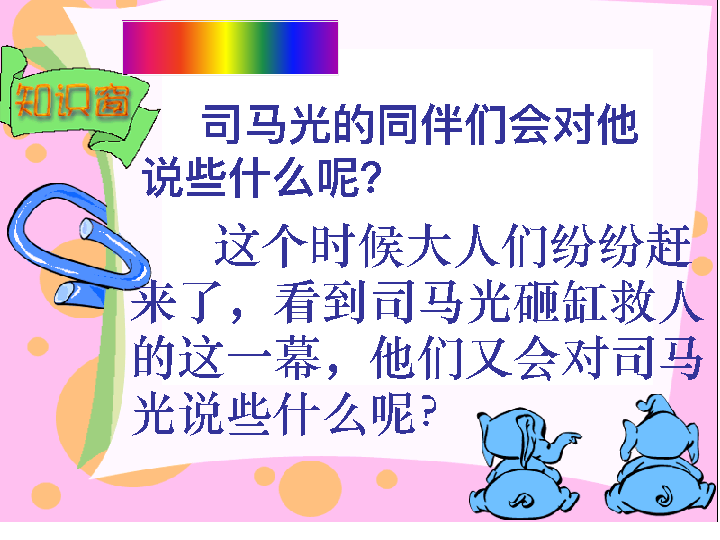 知识窗
司马光的同伴们会对他
说些什么呢?
这个时候大人们纷纷赶
来了，看到司马光砸缸救人
的这一幕，他们又会对司马
光说些什么呢?